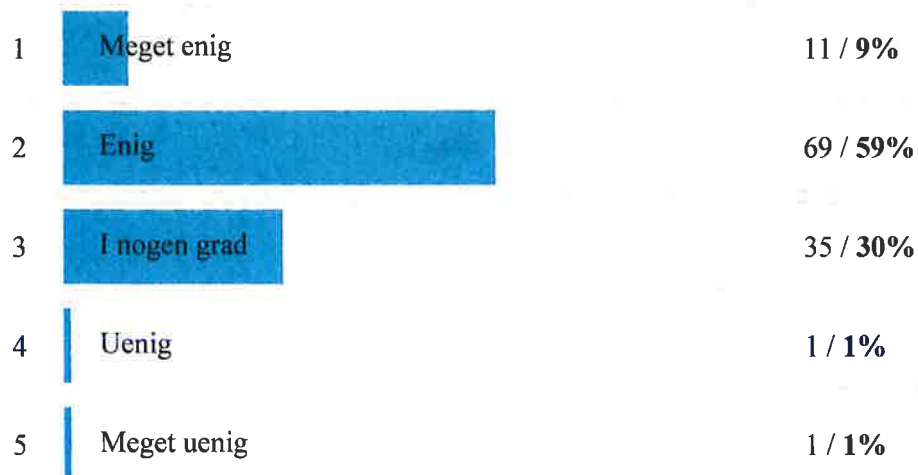 1 Meget enig 11 / 9%
2 Enig 69 / 59%
3 I nogen grad 35 / 30%
4 Uenig 1 / 1%
5 Meget uenig 1 / 1%